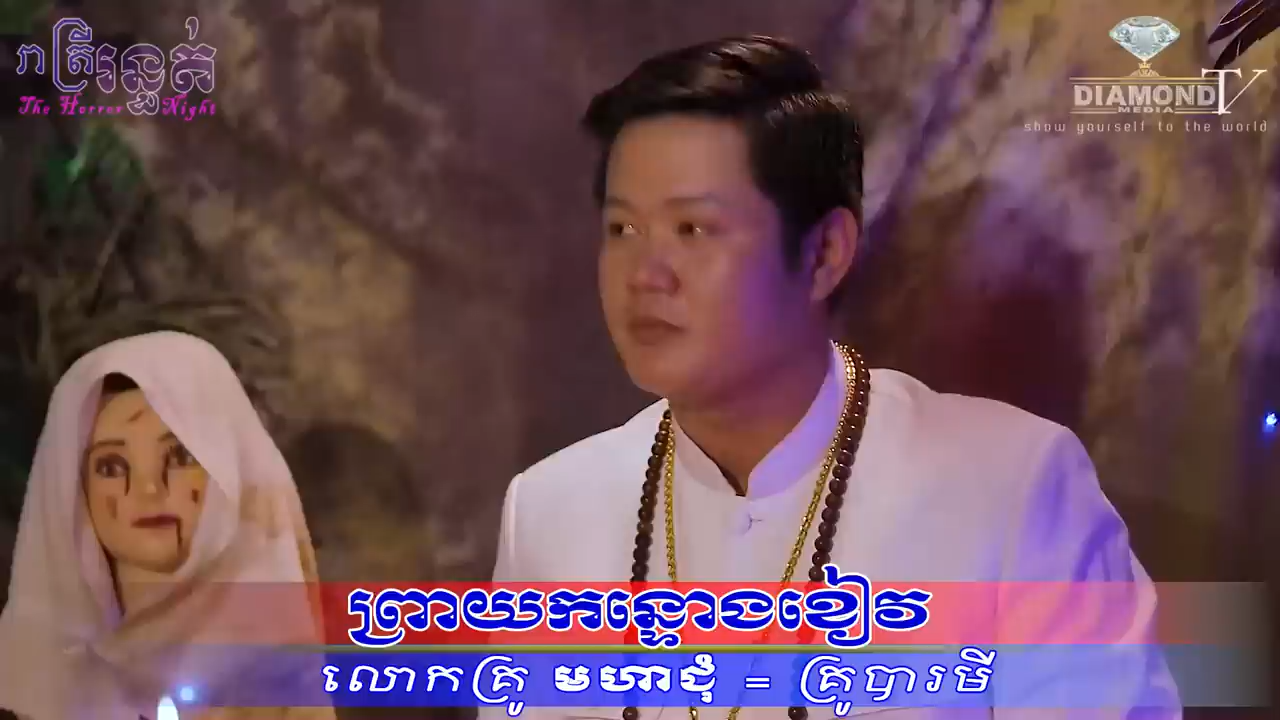 រាត្រីរន្ធត់
The Horror Night
DIAMOND TV
MEDIA
show yourself to the world
ព្រាយកន្ទោងខៀវ
លោកគ្រូ មហាជុំ = គ្រូបារមី